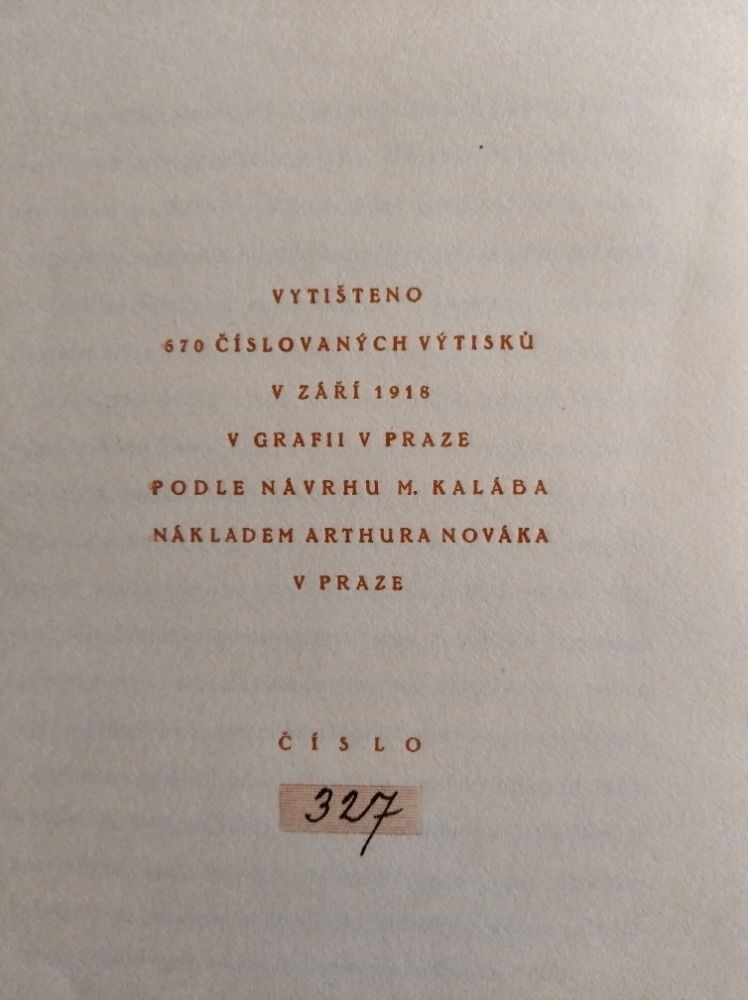 VYTIŠTENO
670 ČÍSLOVANÝCH VÝTISKŮ
V ZÁŘÍ 1918
V GRAFII V PRAZE
PODLE NÁVRHU M. KALÁBA
NÁKLADEM ARTHURA NOVÁKA
V PRAZE
ČÍSLO
327